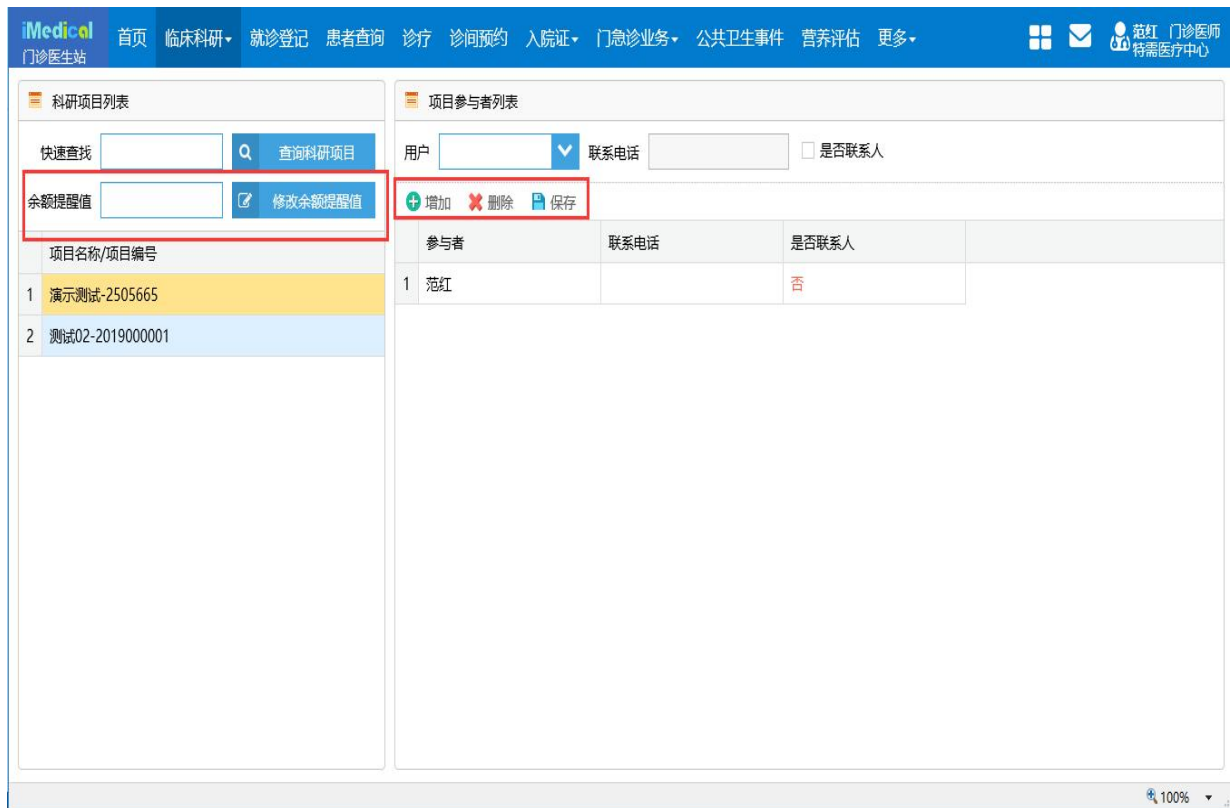 iMedical
门诊医生站
首页 临床科研 就诊登记 患者查询 诊疗 诊间预约 入院证 门急诊业务 公共卫生事件 营养评估 更多
范红 门诊医师
特需医疗中心
科研项目列表
快速查找 查询科研项目
余额提醒值 修改余额提醒值
项目名称/项目编号
1 演示测试-2505665
2 测试02-2019000001
项目参与者列表
用户 联系电话 是否联系人
增加 删除 保存
参与者 联系电话 是否联系人
1 范红 否
100%